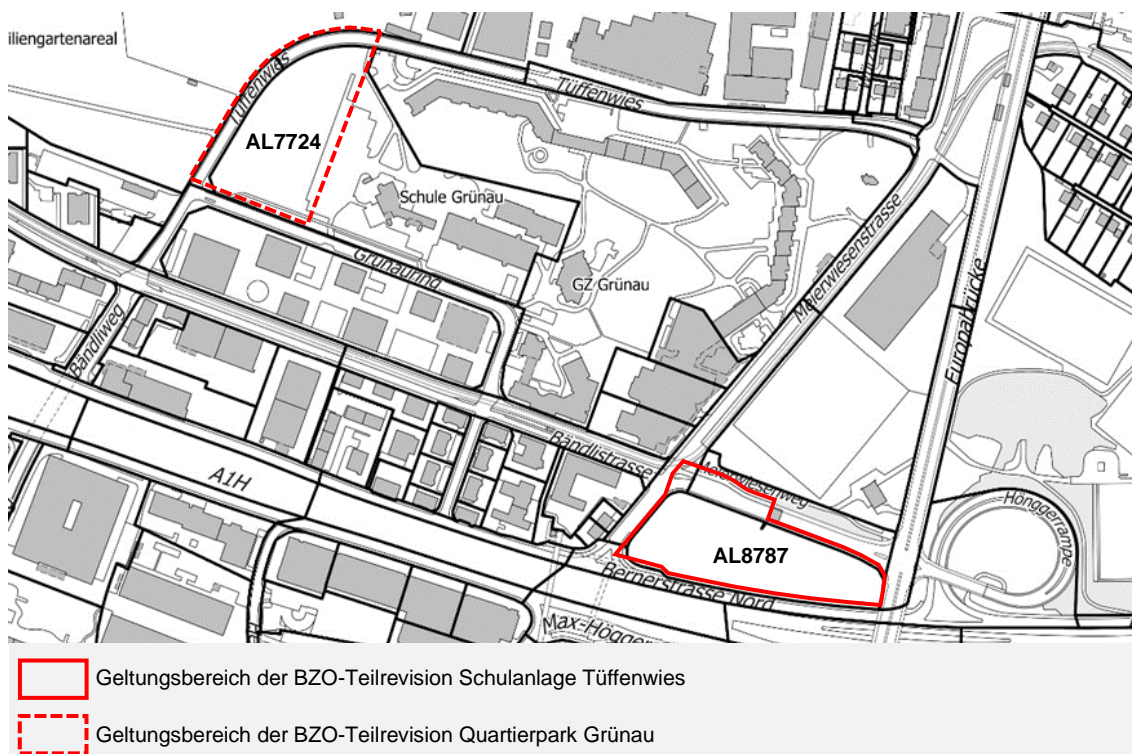 iliengartenareal
Tüffenwies
Tüffenwies
AL7724
Schule Grünau
Grünauring
GZ Grünau
Meierwiesenstrasse
Europabrücke
Bändliweg
Bändlistrasse
A1H
Meierwiesenweg
Hönggerrampe
AL8787
Bernerstrasse Nord
Max-Högger
Geltungsbereich der BZO-Teilrevision Schulanlage Tüffenwies
Geltungsbereich der BZO-Teilrevision Quartierpark Grünau